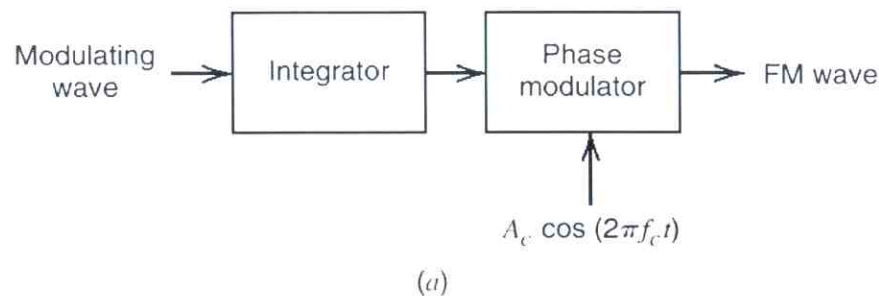 Modulating
wave
Integrator
Phase
modulator
FM wave
A_c cos (2πf_c t)
(a)